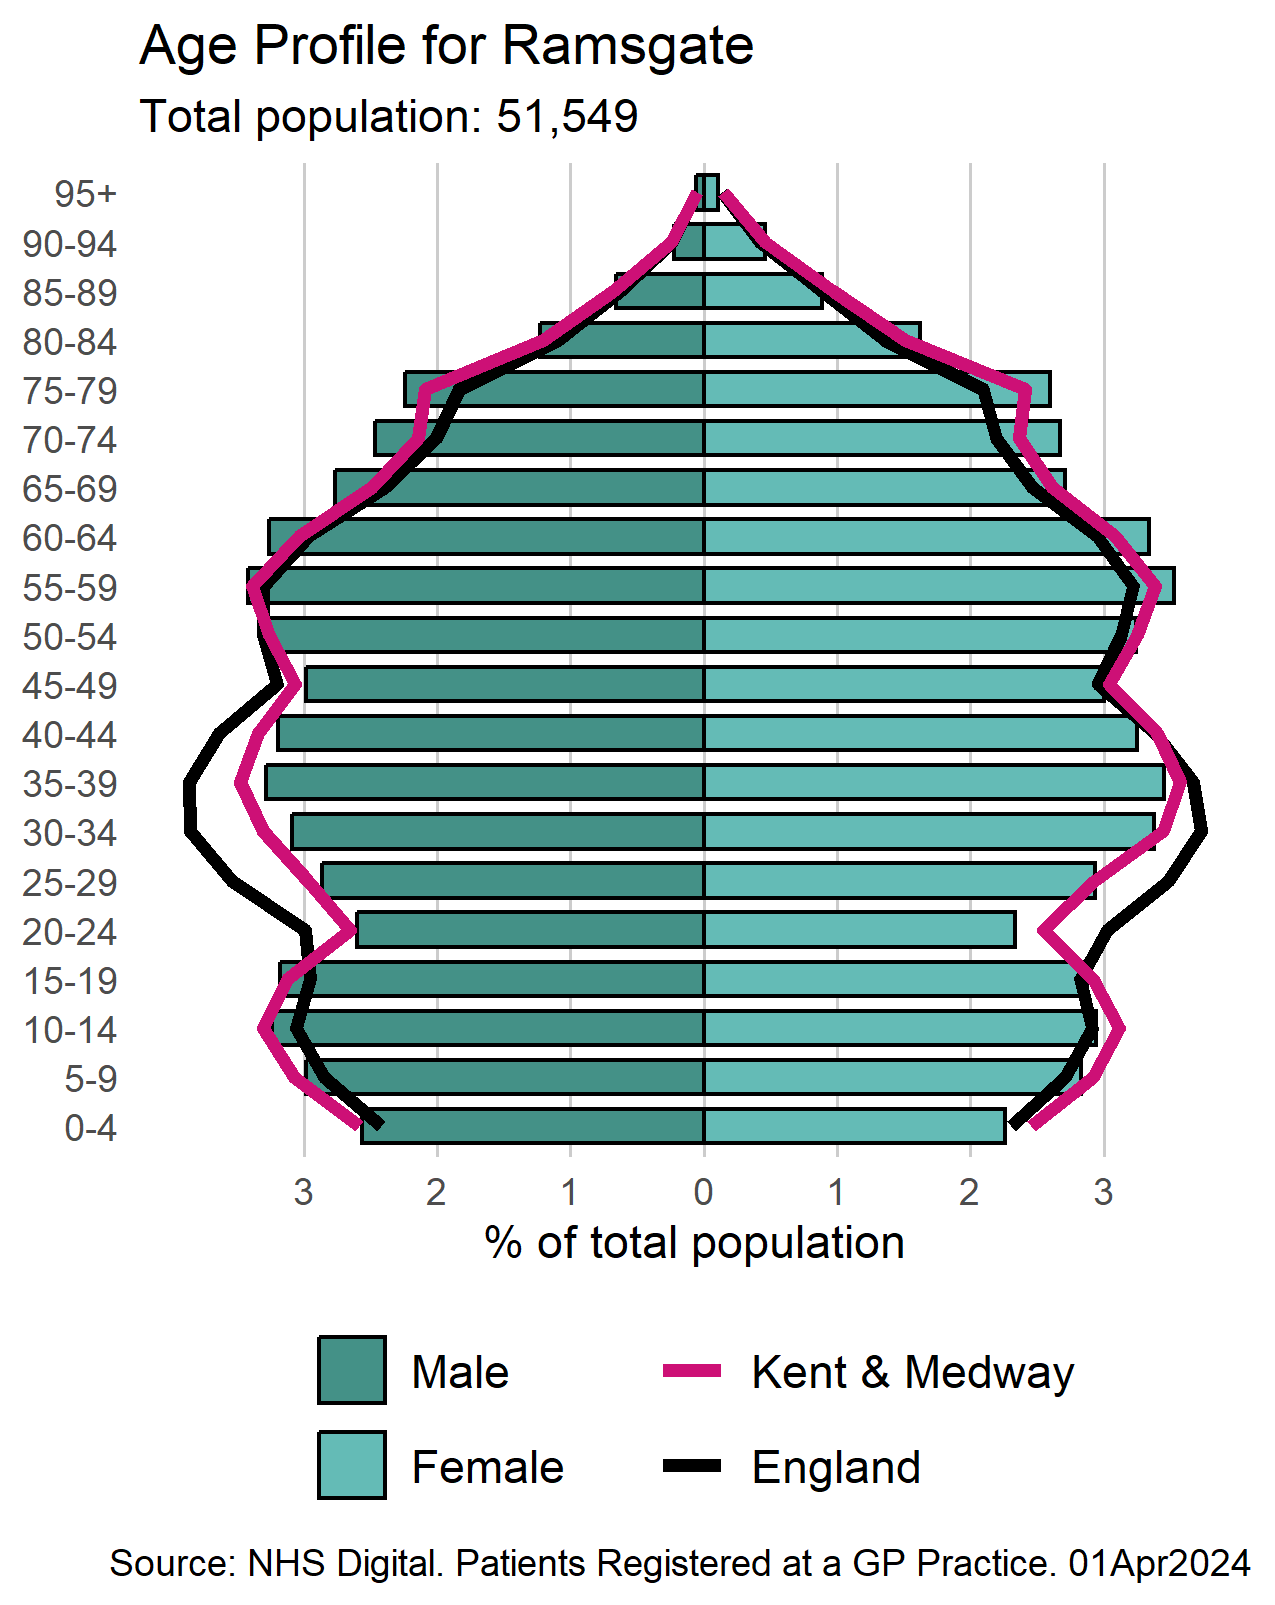 Age Profile for Ramsgate
Total population: 51,549
95+
90-94
85-89
80-84
75-79
70-74
65-69
60-64
55-59
50-54
45-49
40-44
35-39
30-34
25-29
20-24
15-19
10-14
5-9
0-4
3 2 1 0 1 2 3
% of total population
Male Kent & Medway
Female England
Source: NHS Digital. Patients Registered at a GP Practice. 01Apr2024